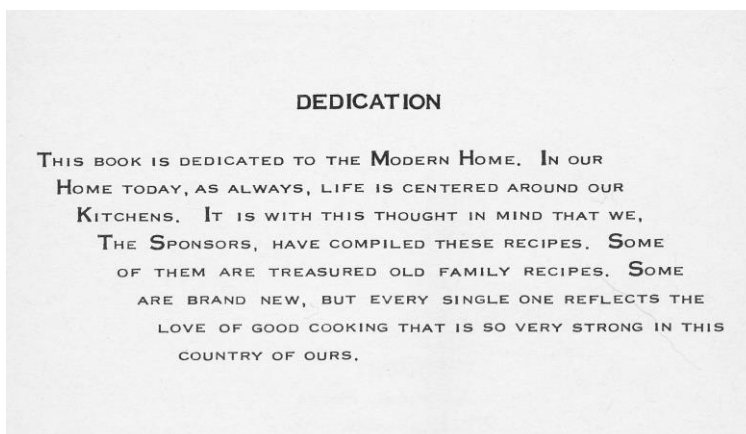 DEDICATION
This book is dedicated to the Modern Home. In our
Home today, as always, life is centered around our
Kitchens. It is with this thought in mind that we,
The Sponsors, have compiled these recipes. Some
of them are treasured old family recipes. Some
are brand new, but every single one reflects the
love of good cooking that is so very strong in this
country of ours.